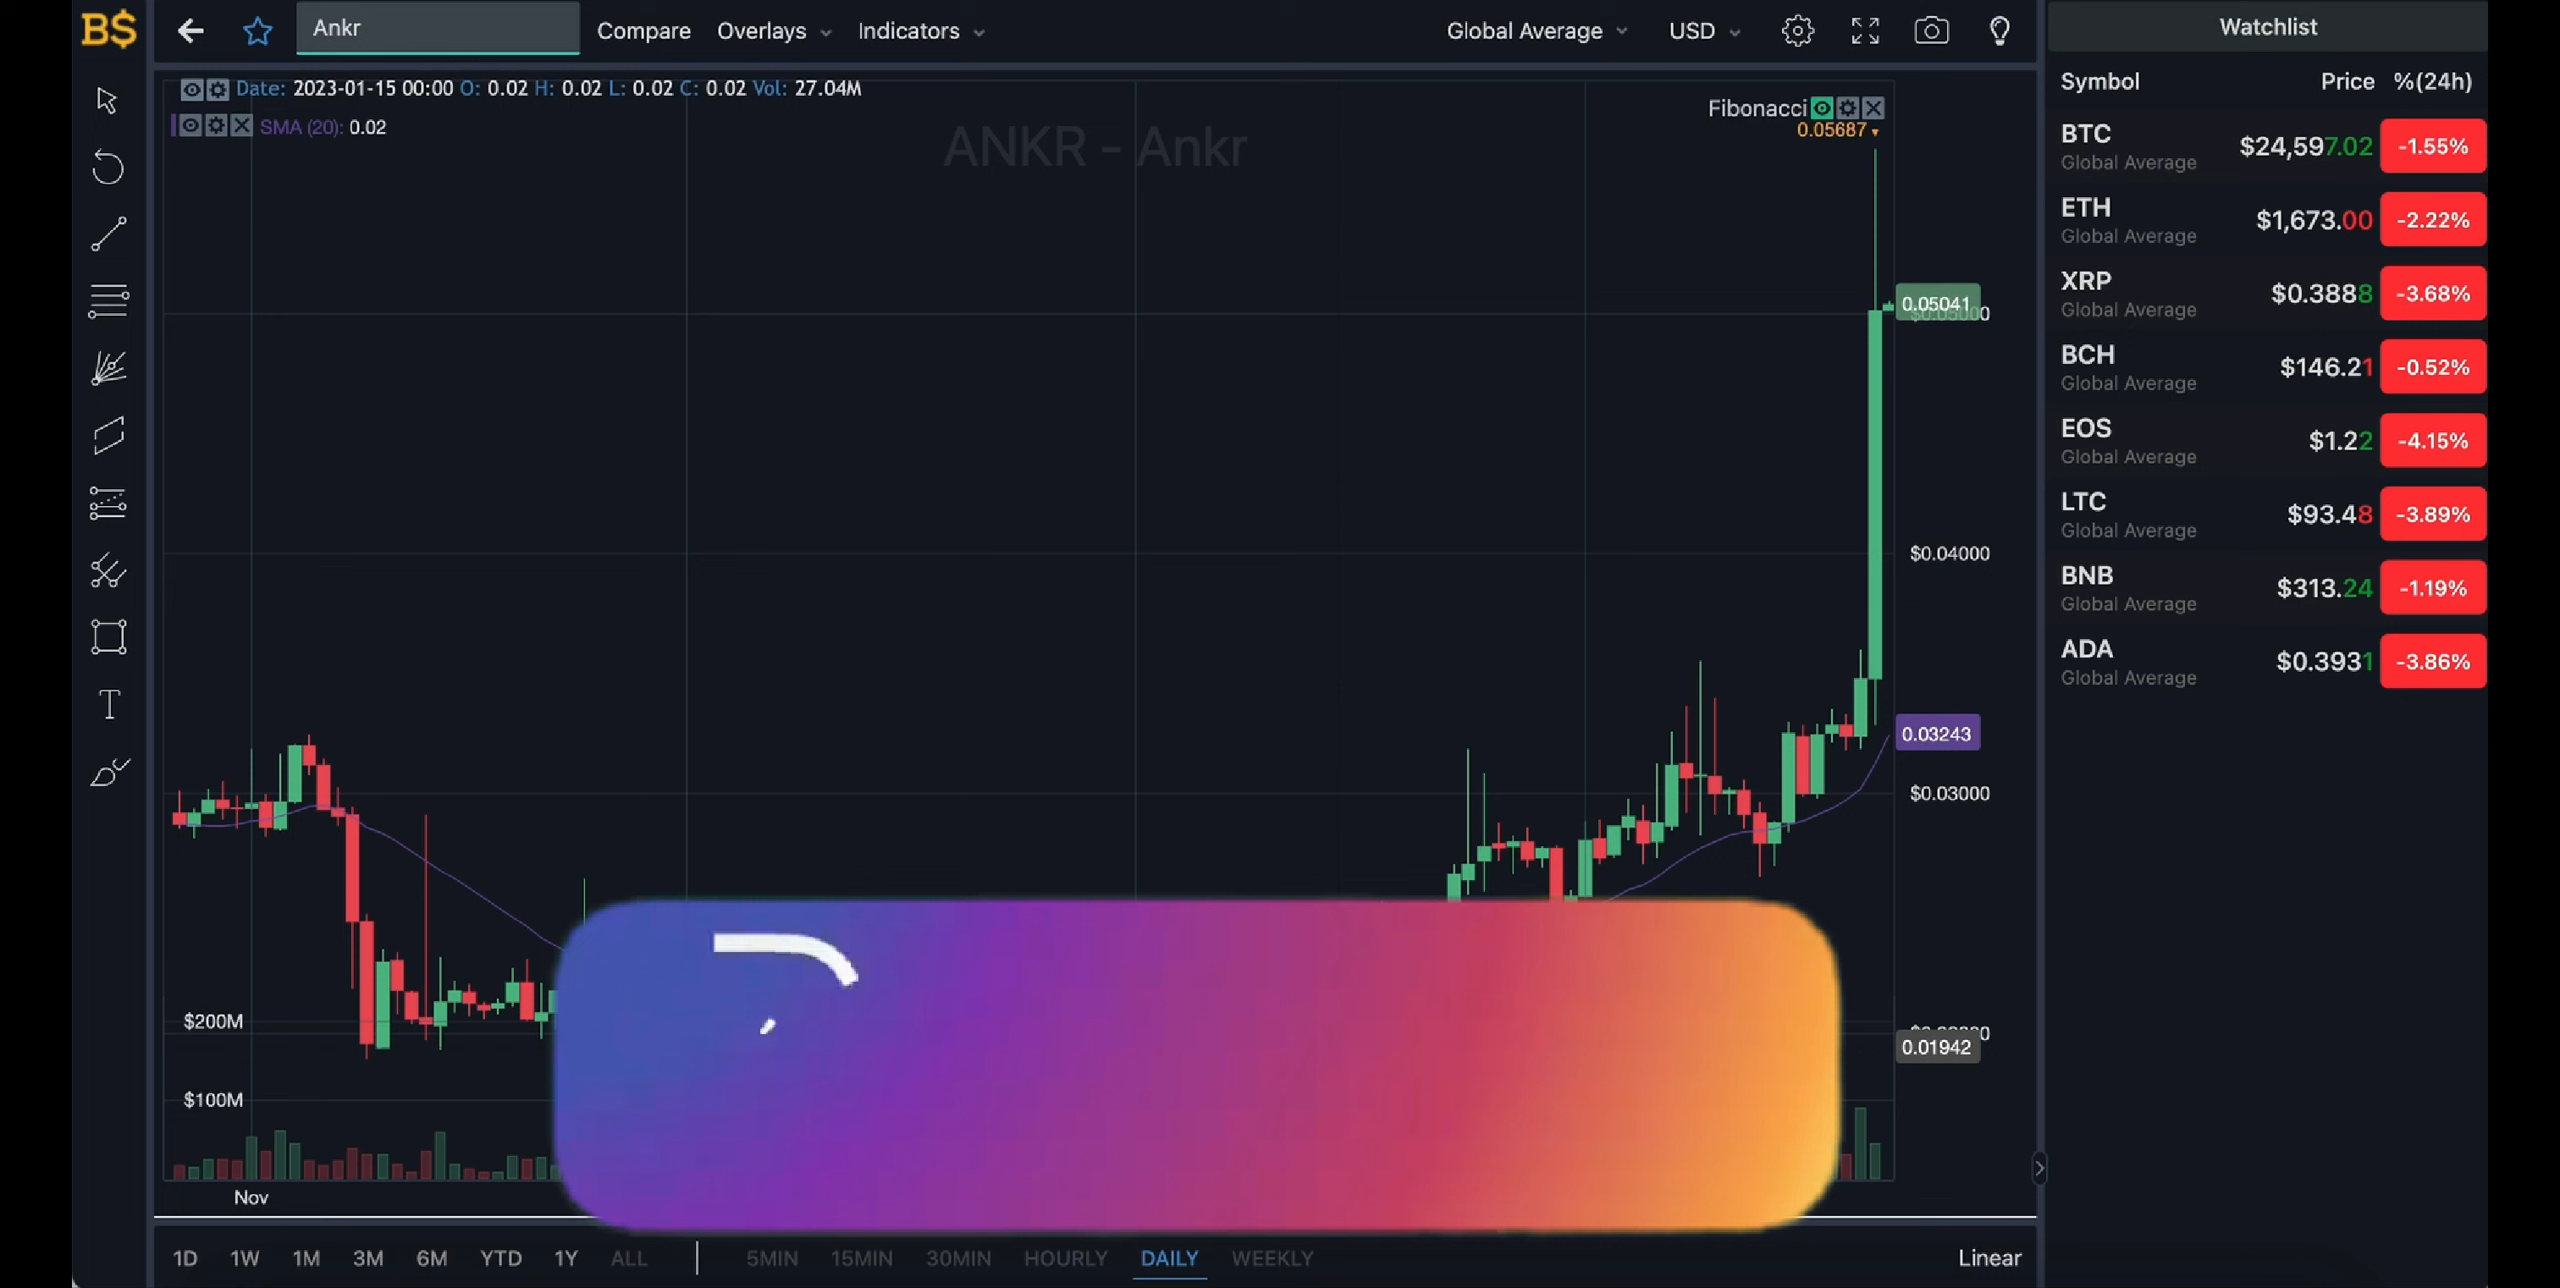 B$
Ankr
Compare
Overlays
Indicators
Global Average
USD
Watchlist
Date: 2023-01-15 00:00 O: 0.02 H: 0.02 L: 0.02 C: 0.02 Vol: 27.04M
SMA (20): 0.02
ANKR - Ankr
Fibonacci
0.05687
0.05041
$0.04000
0.03243
$0.03000
0.01942
$200M
$100M
Nov
1D 1W 1M 3M 6M YTD 1Y ALL
5MIN 15MIN 30MIN HOURLY DAILY WEEKLY
Linear
Symbol Price %(24h)
BTC $24,597.02 -1.55%
Global Average
ETH $1,673.00 -2.22%
Global Average
XRP $0.3888 -3.68%
Global Average
BCH $146.21 -0.52%
Global Average
EOS $1.22 -4.15%
Global Average
LTC $93.48 -3.89%
Global Average
BNB $313.24 -1.19%
Global Average
ADA $0.3931 -3.86%
Global Average